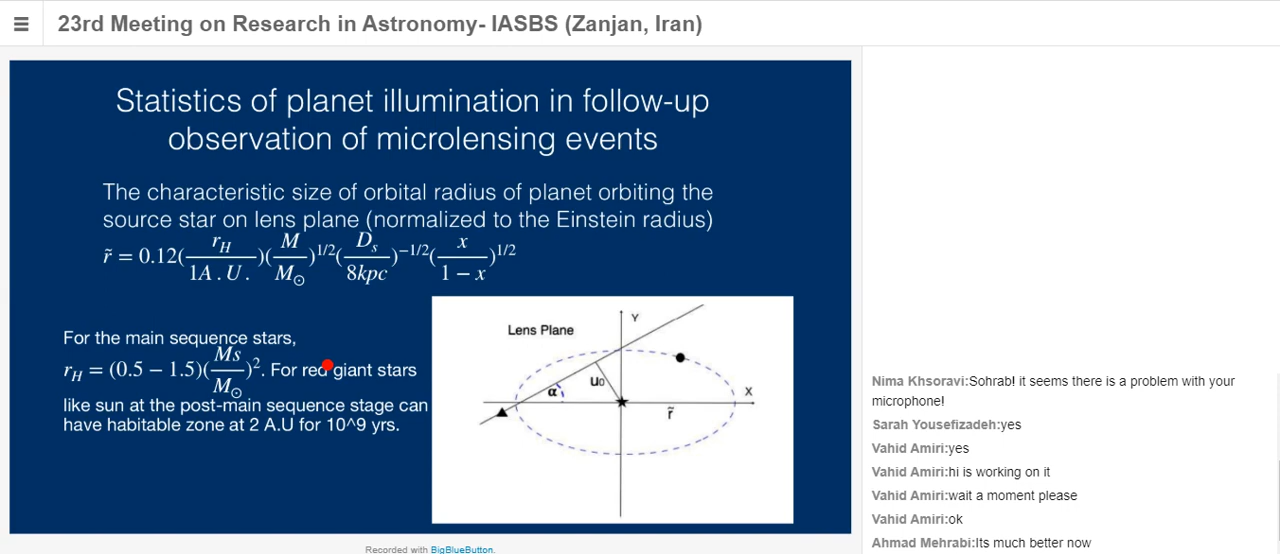 23rd Meeting on Research in Astronomy- IASBS (Zanjan, Iran)
Statistics of planet illumination in follow-up
observation of microlensing events
The characteristic size of orbital radius of planet orbiting the
source star on lens plane (normalized to the Einstein radius)
r̃ = 0.12(r_H/1A.U.)(M/M⊙)^1/2(D_s/8kpc)^−1/2(x/1 − x)^1/2
For the main sequence stars,
r_H = (0.5 − 1.5)(Ms/M⊙)^2. For red giant stars
like sun at the post-main sequence stage can
have habitable zone at 2 A.U for 10^9 yrs.
Lens Plane
Y
u₀
α
X
r̃
Recorded with BigBlueButton.
Nima Khsoravi:Sohrab! it seems there is a problem with your
microphone!
Sarah Yousefizadeh:yes
Vahid Amiri:yes
Vahid Amiri:hi is working on it
Vahid Amiri:wait a moment please
Vahid Amiri:ok
Ahmad Mehrabi:Its much better now